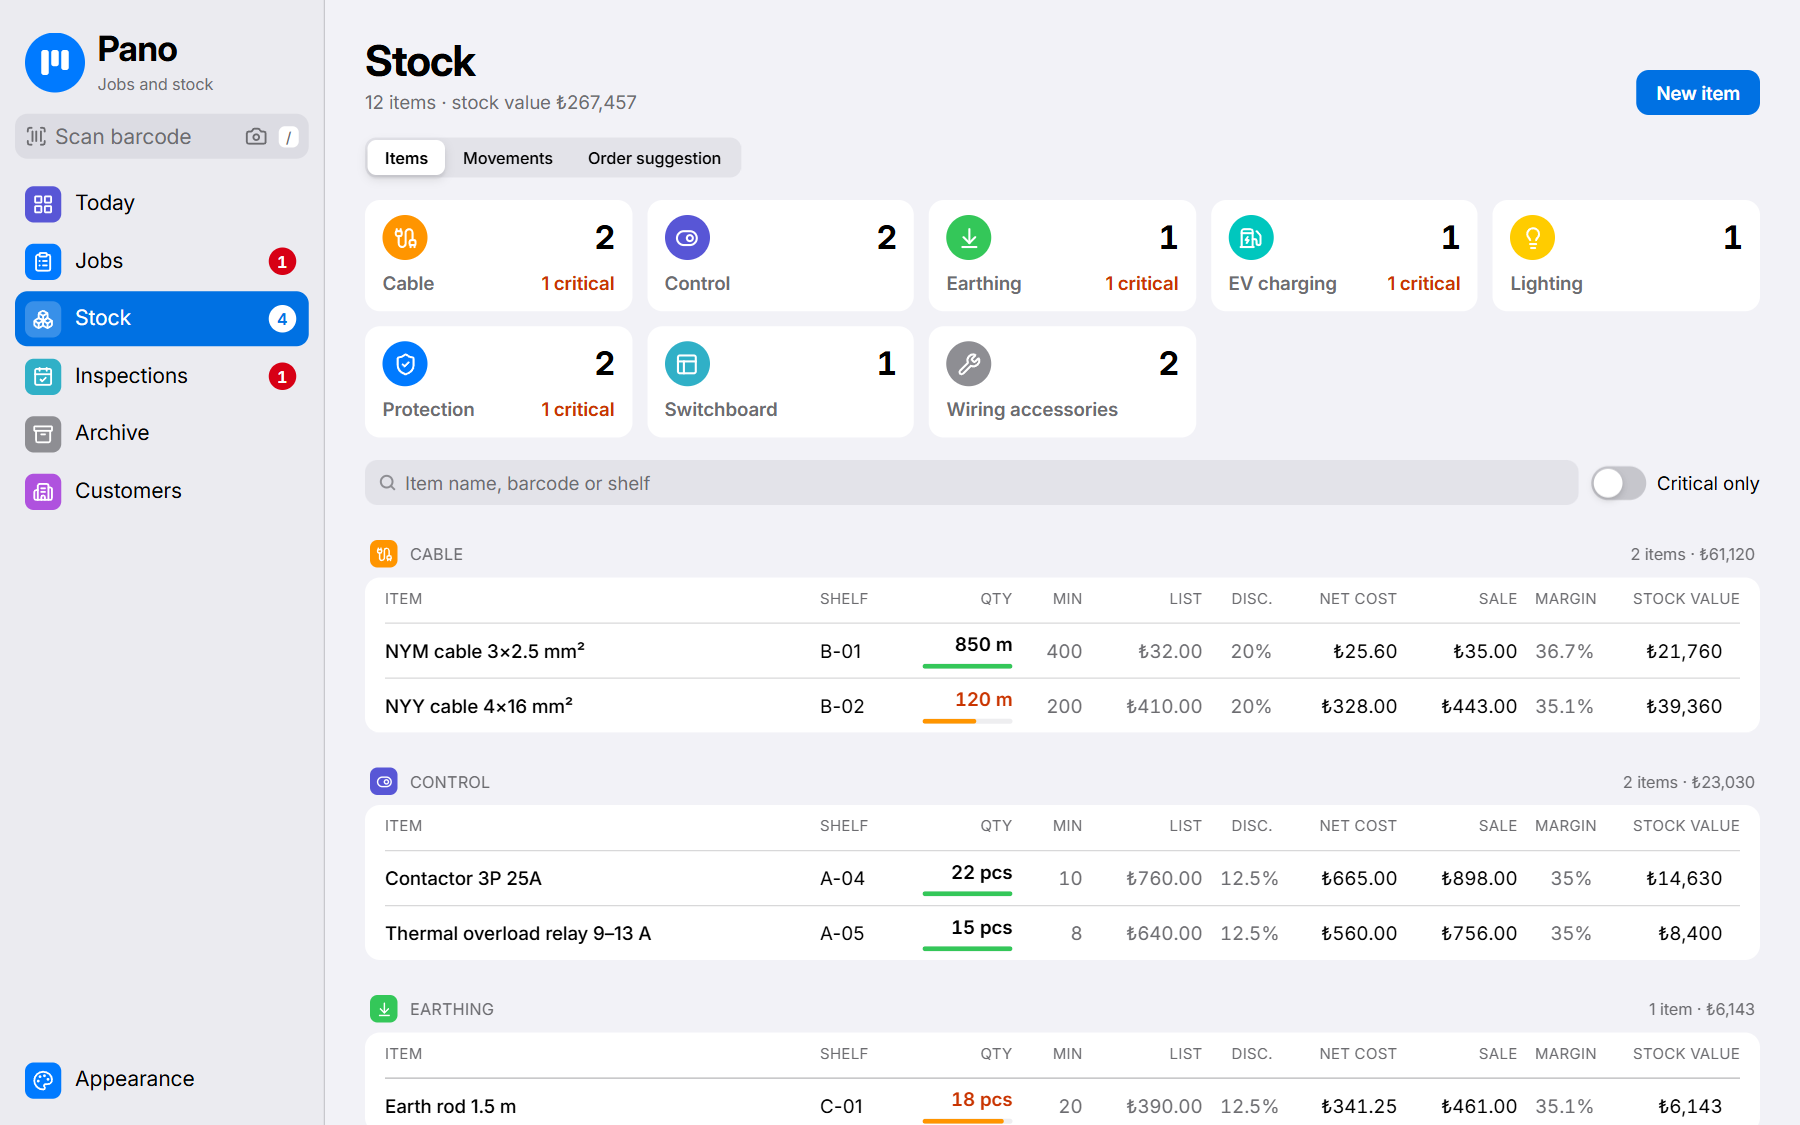 Pano
Jobs and stock
Scan barcode /
Today
Jobs 1
Stock 4
Inspections 1
Archive
Customers
Appearance
Stock
12 items · stock value ₺267,457
New item
Items Movements Order suggestion
2
Cable 1 critical
2
Control
1
Earthing 1 critical
1
EV charging 1 critical
1
Lighting
2
Protection 1 critical
1
Switchboard
2
Wiring accessories
Item name, barcode or shelf
Critical only
CABLE 2 items · ₺61,120
ITEM SHELF QTY MIN LIST DISC. NET COST SALE MARGIN STOCK VALUE
NYM cable 3×2.5 mm² B-01 850 m 400 ₺32.00 20% ₺25.60 ₺35.00 36.7% ₺21,760
NYY cable 4×16 mm² B-02 120 m 200 ₺410.00 20% ₺328.00 ₺443.00 35.1% ₺39,360
CONTROL 2 items · ₺23,030
ITEM SHELF QTY MIN LIST DISC. NET COST SALE MARGIN STOCK VALUE
Contactor 3P 25A A-04 22 pcs 10 ₺760.00 12.5% ₺665.00 ₺898.00 35% ₺14,630
Thermal overload relay 9–13 A A-05 15 pcs 8 ₺640.00 12.5% ₺560.00 ₺756.00 35% ₺8,400
EARTHING 1 item · ₺6,143
ITEM SHELF QTY MIN LIST DISC. NET COST SALE MARGIN STOCK VALUE
Earth rod 1.5 m C-01 18 pcs 20 ₺390.00 12.5% ₺341.25 ₺461.00 35.1% ₺6,143